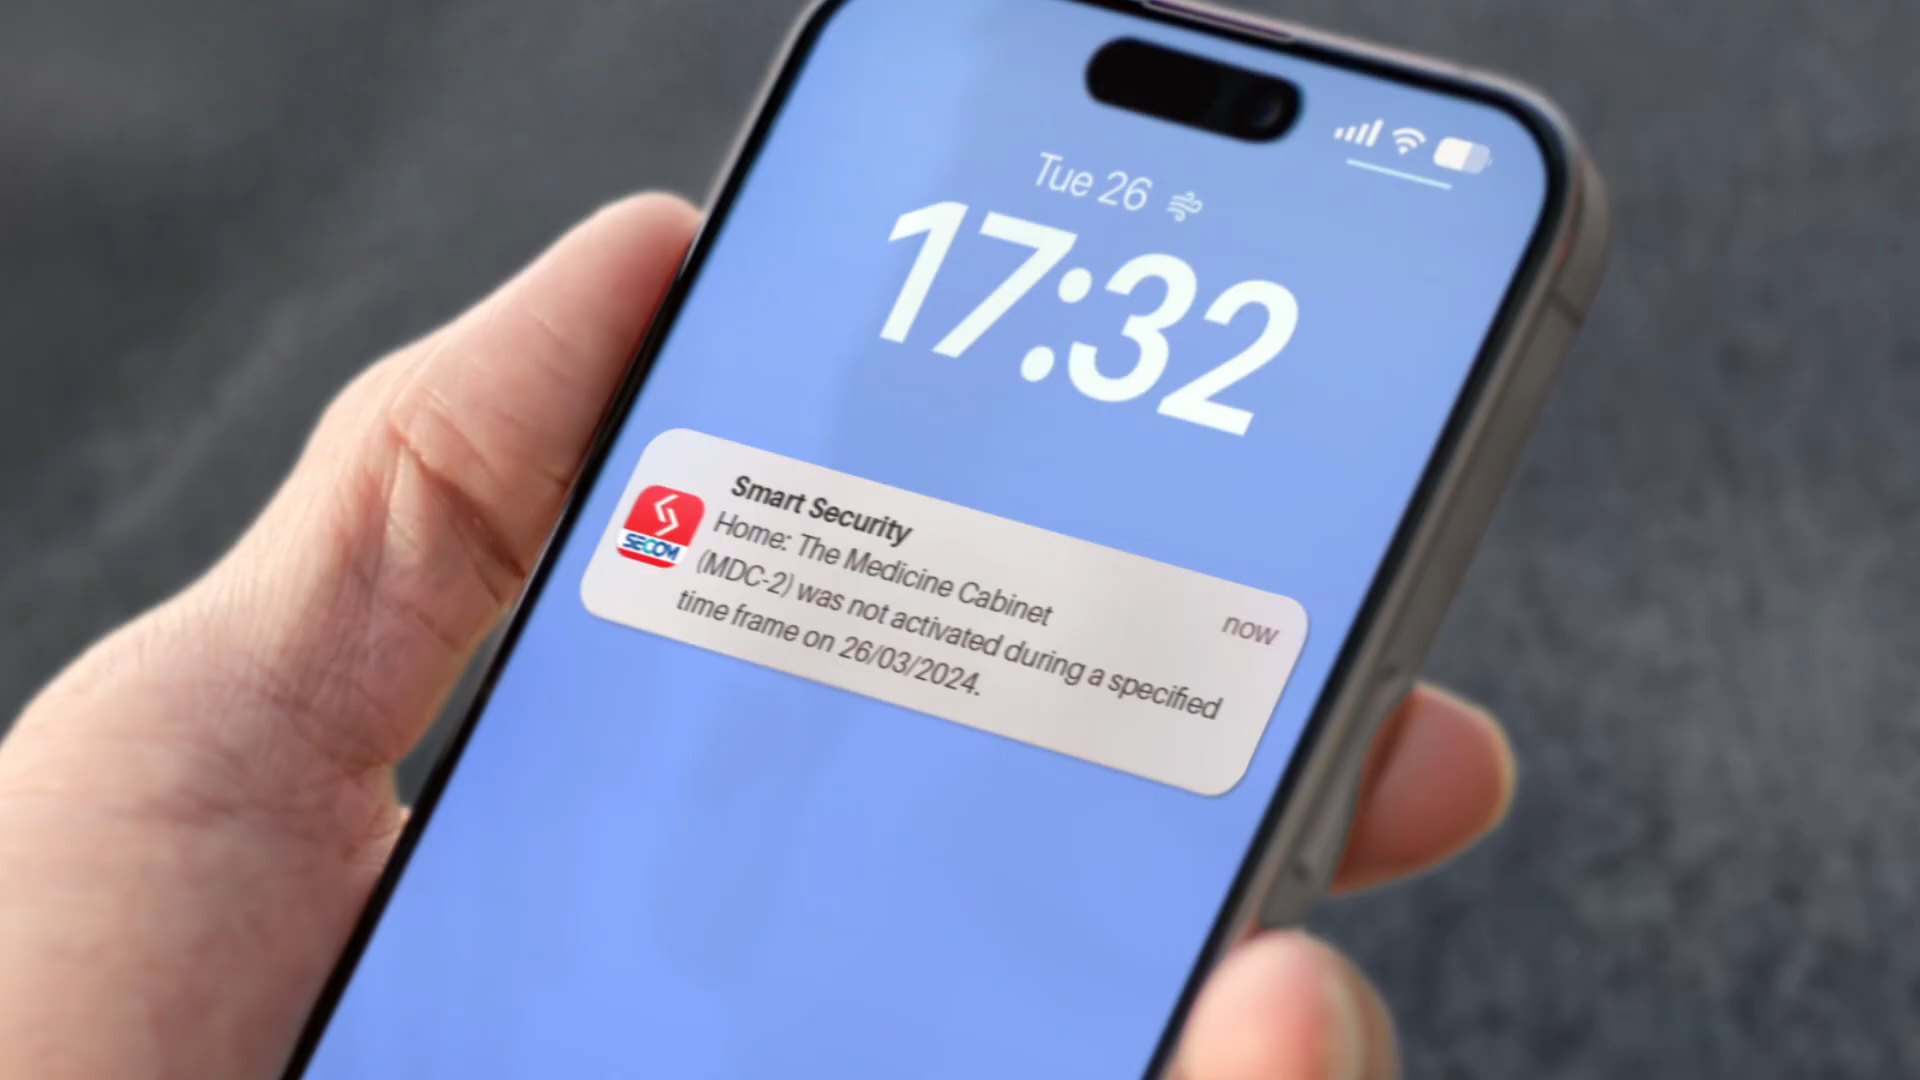 Tue 26
17:32
Smart Security
Home: The Medicine Cabinet
now
(MDC-2) was not activated during a specified
time frame on 26/03/2024.
SECOM